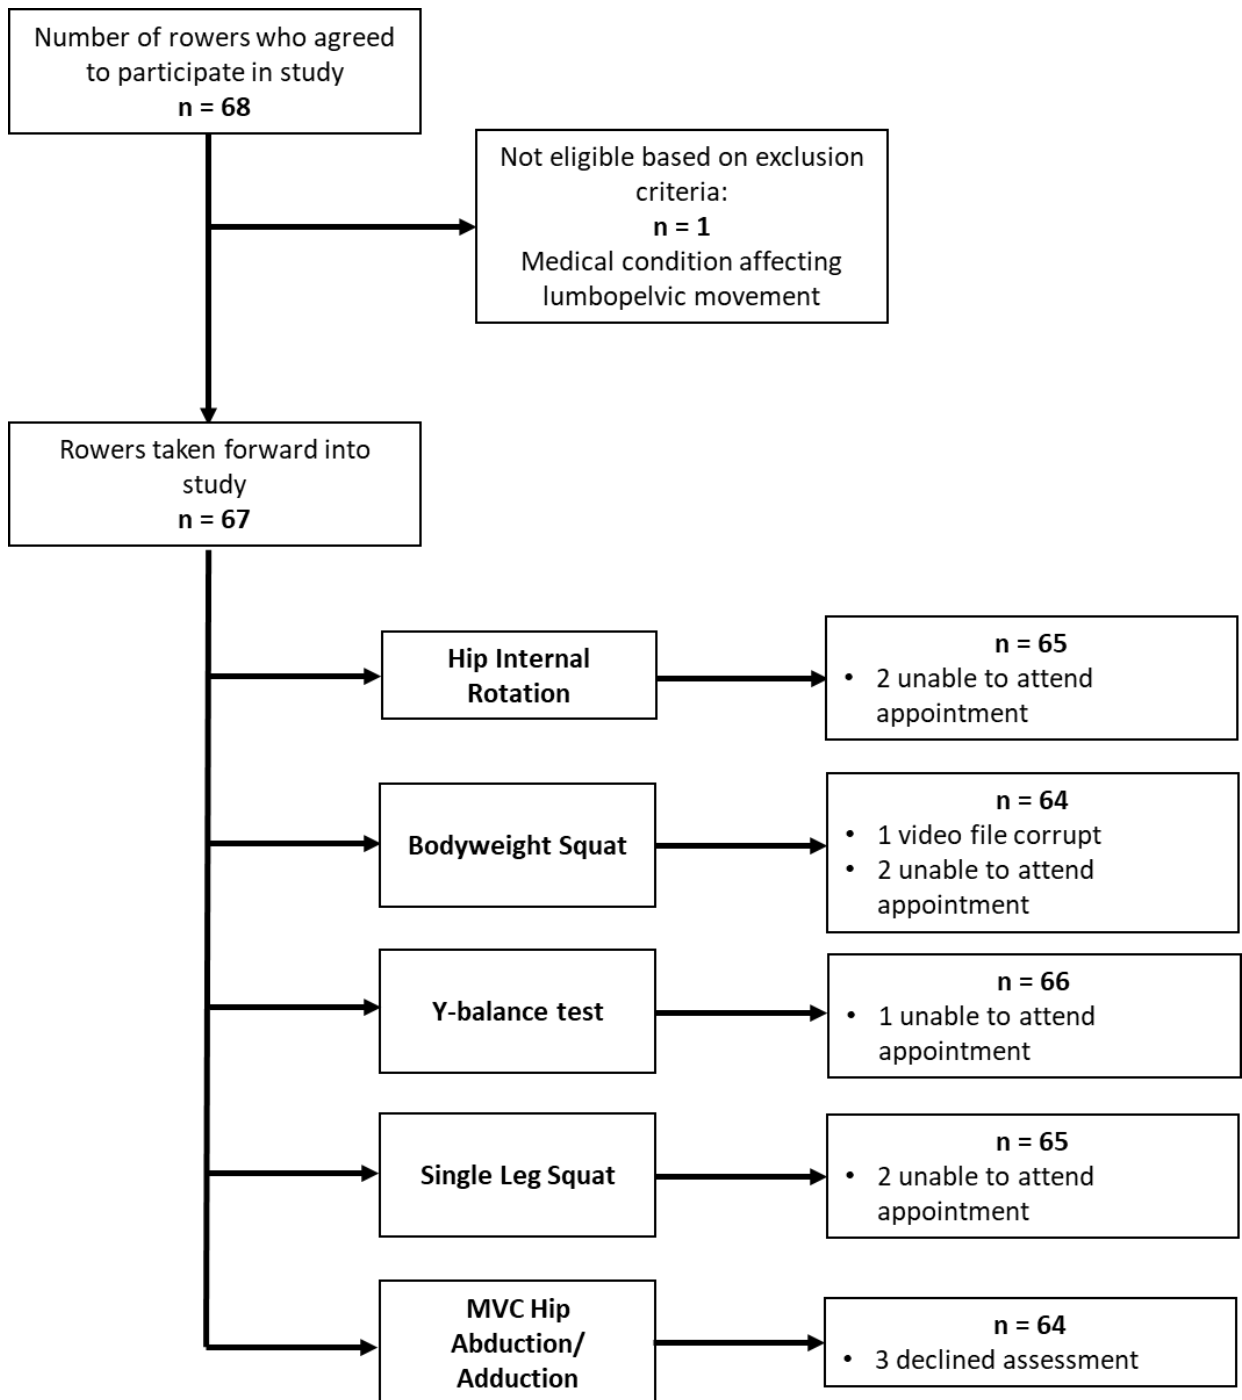 Number of rowers who agreed
to participate in study
n = 68
Not eligible based on exclusion
criteria:
n = 1
Medical condition affecting
lumbopelvic movement
Rowers taken forward into
study
n = 67
Hip Internal
Rotation
n = 65
• 2 unable to attend
appointment
Bodyweight Squat
n = 64
• 1 video file corrupt
• 2 unable to attend
appointment
Y-balance test
n = 66
• 1 unable to attend
appointment
Single Leg Squat
n = 65
• 2 unable to attend
appointment
MVC Hip
Abduction/
Adduction
n = 64
• 3 declined assessment